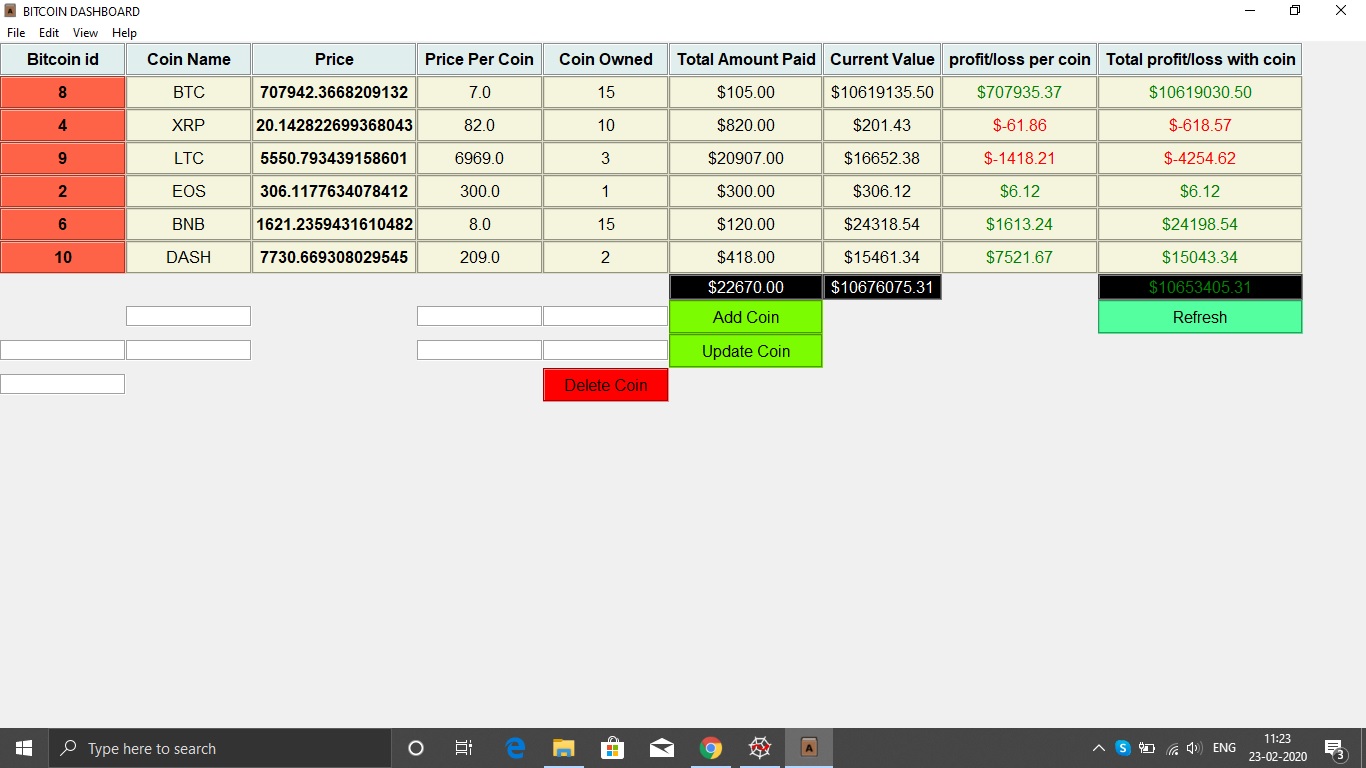 BITCOIN DASHBOARD
File Edit View Help
Bitcoin id Coin Name Price Price Per Coin Coin Owned Total Amount Paid Current Value profit/loss per coin Total profit/loss with coin
8 BTC 707942.3668209132 7.0 15 $105.00 $10619135.50 $707935.37 $10619030.50
4 XRP 20.142822699368043 82.0 10 $820.00 $201.43 $-61.86 $-618.57
9 LTC 5550.793439158601 6969.0 3 $20907.00 $16652.38 $-1418.21 $-4254.62
2 EOS 306.1177634078412 300.0 1 $300.00 $306.12 $6.12 $6.12
6 BNB 1621.2359431610482 8.0 15 $120.00 $24318.54 $1613.24 $24198.54
10 DASH 7730.669308029545 209.0 2 $418.00 $15461.34 $7521.67 $15043.34
$22670.00 $10676075.31 $10653405.31
Add Coin Refresh
Update Coin
Delete Coin
Type here to search ENG 11:23
23-02-2020 3